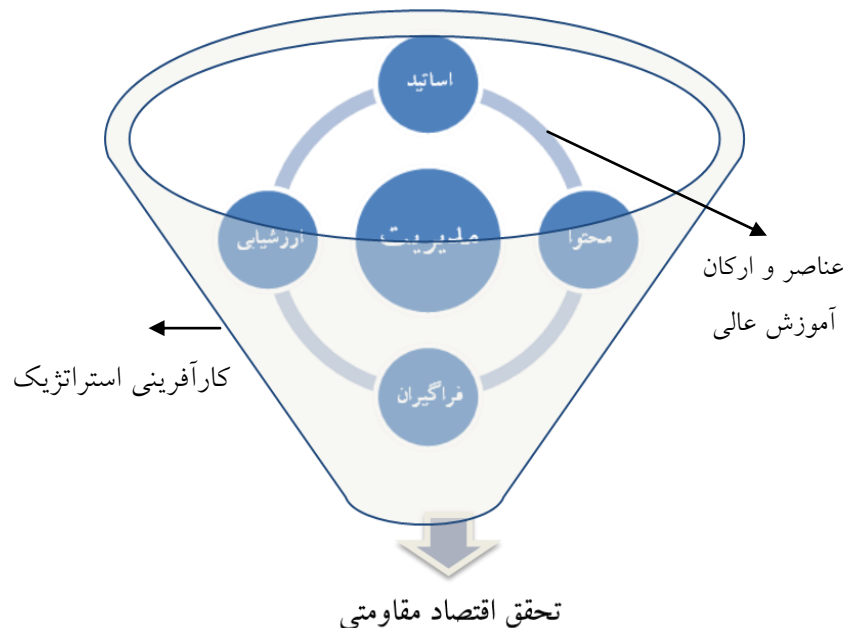 اساتید
محتوا
مدیریت
ارزشیابی
فراگیران
عناصر و ارکان
آموزش عالی
کارآفرینی استراتژیک
تحقق اقتصاد مقاومتی